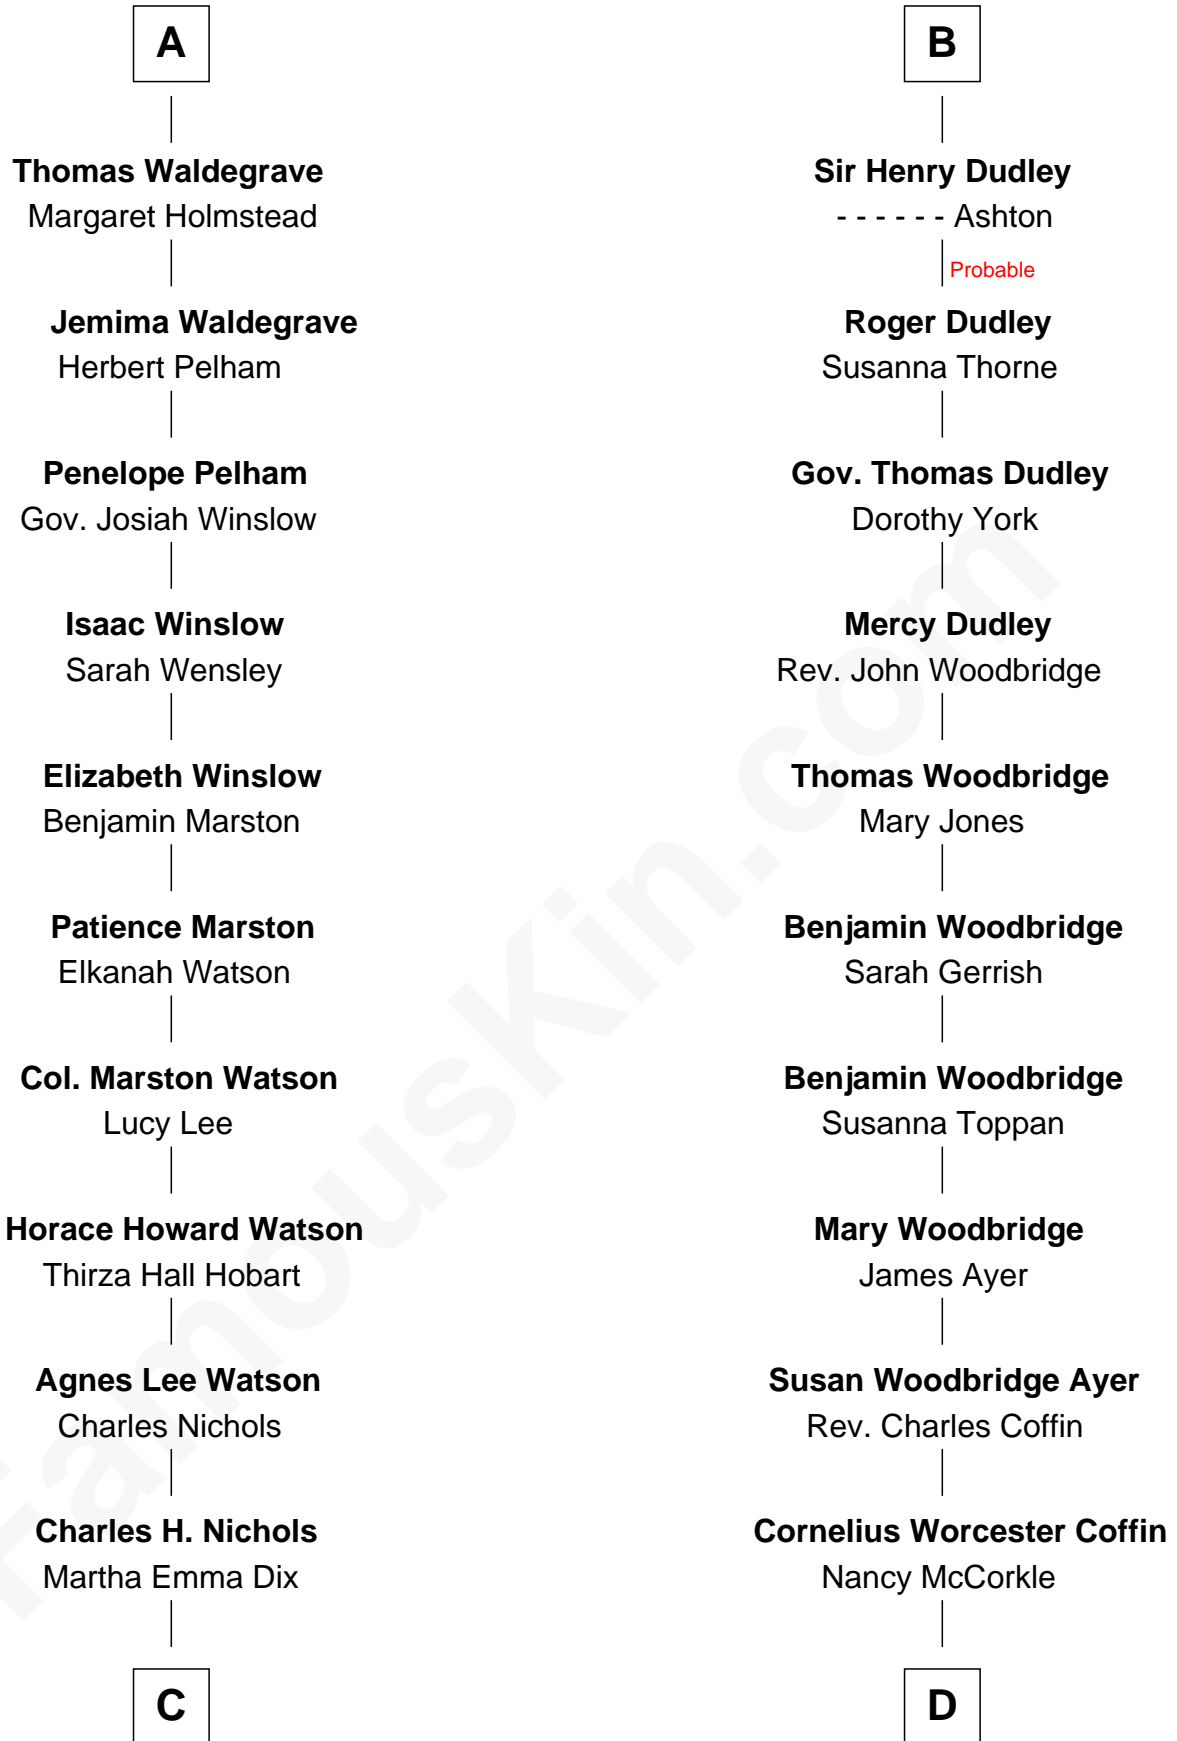 A
Thomas Waldegrave
Margaret Holmstead
Jemima Waldegrave
Herbert Pelham
Penelope Pelham
Gov. Josiah Winslow
Isaac Winslow
Sarah Wensley
Elizabeth Winslow
Benjamin Marston
Patience Marston
Elkanah Watson
Col. Marston Watson
Lucy Lee
Horace Howard Watson
Thirza Hall Hobart
Agnes Lee Watson
Charles Nichols
Charles H. Nichols
Martha Emma Dix
C
B
Sir Henry Dudley
- - - - - - Ashton
Probable
Roger Dudley
Susanna Thorne
Gov. Thomas Dudley
Dorothy York
Mercy Dudley
Rev. John Woodbridge
Thomas Woodbridge
Mary Jones
Benjamin Woodbridge
Sarah Gerrish
Benjamin Woodbridge
Susanna Toppan
Mary Woodbridge
James Ayer
Susan Woodbridge Ayer
Rev. Charles Coffin
Cornelius Worcester Coffin
Nancy McCorkle
D
FamousKin.com